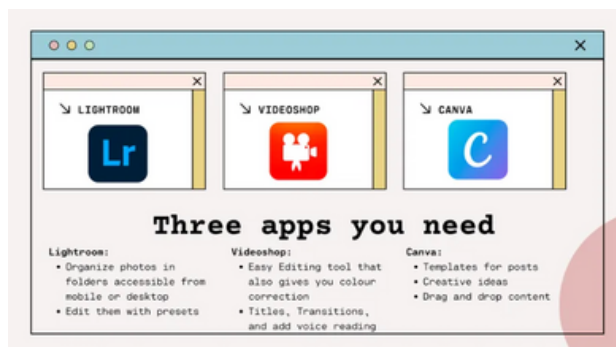 LIGHTROOM
VIDEOSHOP
CANVA
Lr
C
Three apps you need
Lightroom:
• Organize photos in
folders accessible from
mobile or desktop
• Edit them with presets
Videoshop:
• Easy Editing tool that
also gives you colour
correction
• Titles, Transitions,
and add voice reading
Canva:
• Templates for posts
• Creative ideas
• Drag and drop content